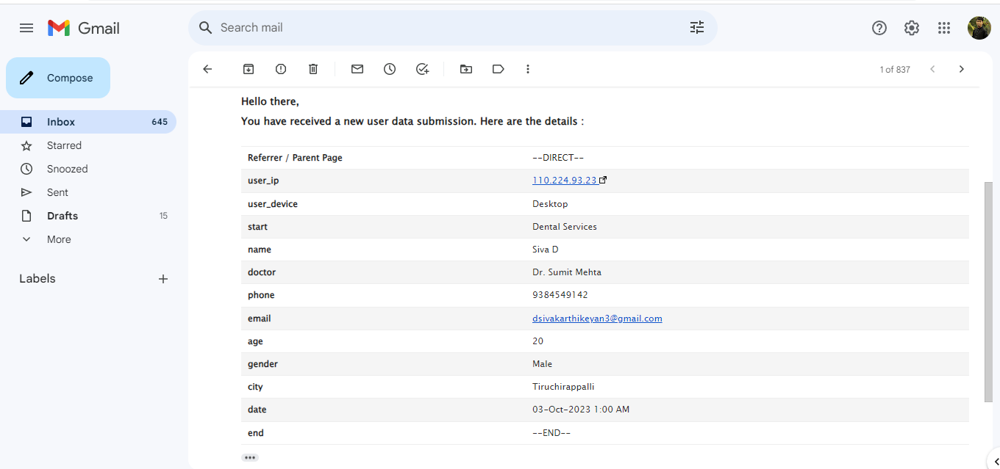 Gmail
Search mail
Compose
1 of 837
Inbox 645
Starred
Snoozed
Sent
Drafts 15
More
Labels
Hello there,
You have received a new user data submission. Here are the details :
Referrer / Parent Page --DIRECT--
user_ip 110.224.93.23
user_device Desktop
start Dental Services
name Siva D
doctor Dr. Sumit Mehta
phone 9384549142
email dsivakarthikeyan3@gmail.com
age 20
gender Male
city Tiruchirappalli
date 03-Oct-2023 1:00 AM
end --END--